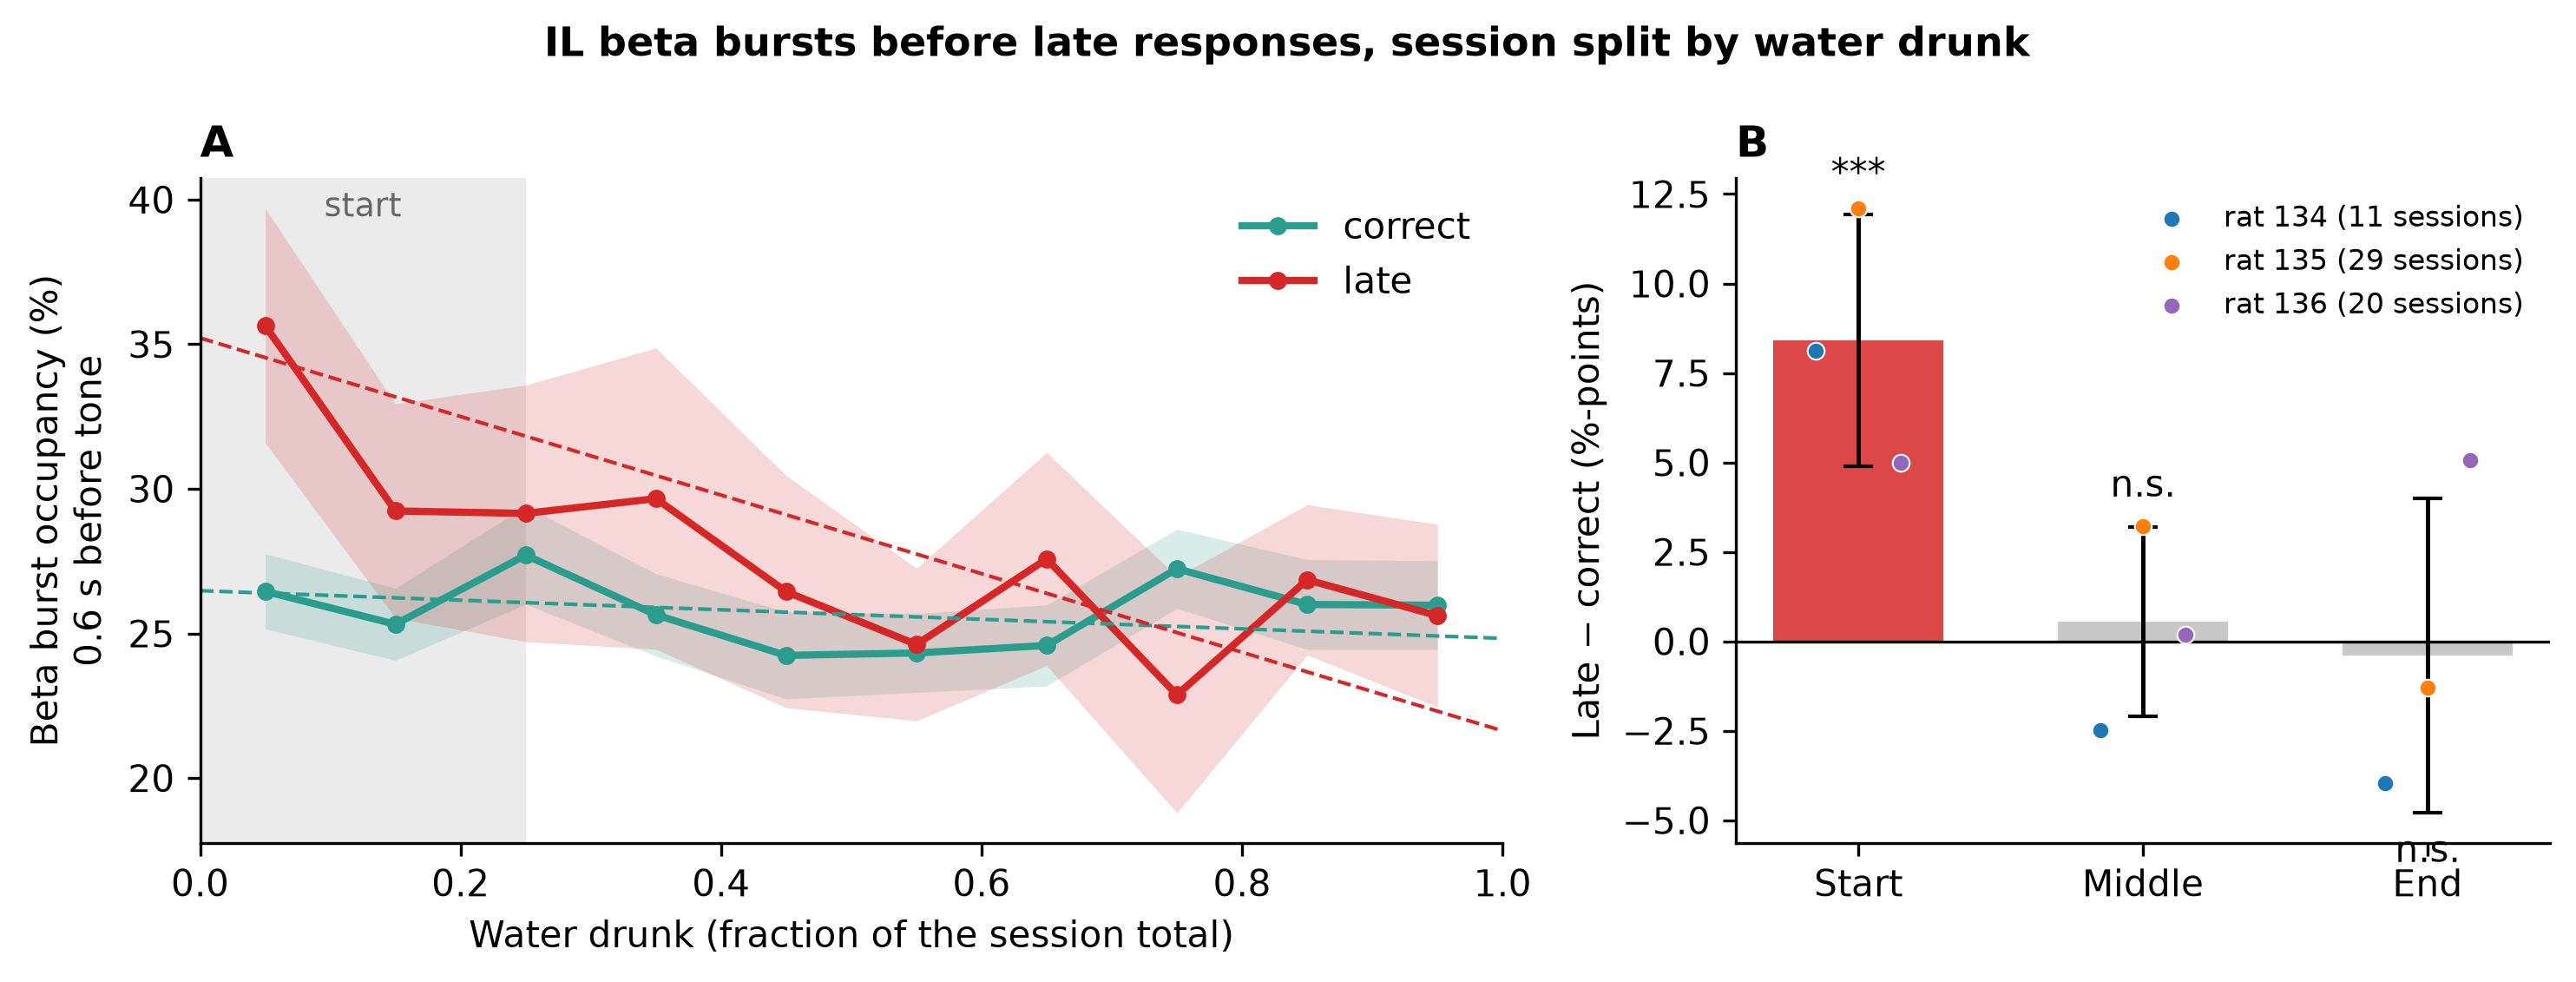 IL beta bursts before late responses, session split by water drunk
A
start
correct
late
40
35
30
25
20
Beta burst occupancy (%)
0.6 s before tone
0.0 0.2 0.4 0.6 0.8 1.0
Water drunk (fraction of the session total)
B
***
rat 134 (11 sessions)
rat 135 (29 sessions)
rat 136 (20 sessions)
12.5
10.0
7.5
5.0
2.5
0.0
−2.5
−5.0
Late − correct (%-points)
n.s.
n.s.
Start Middle End